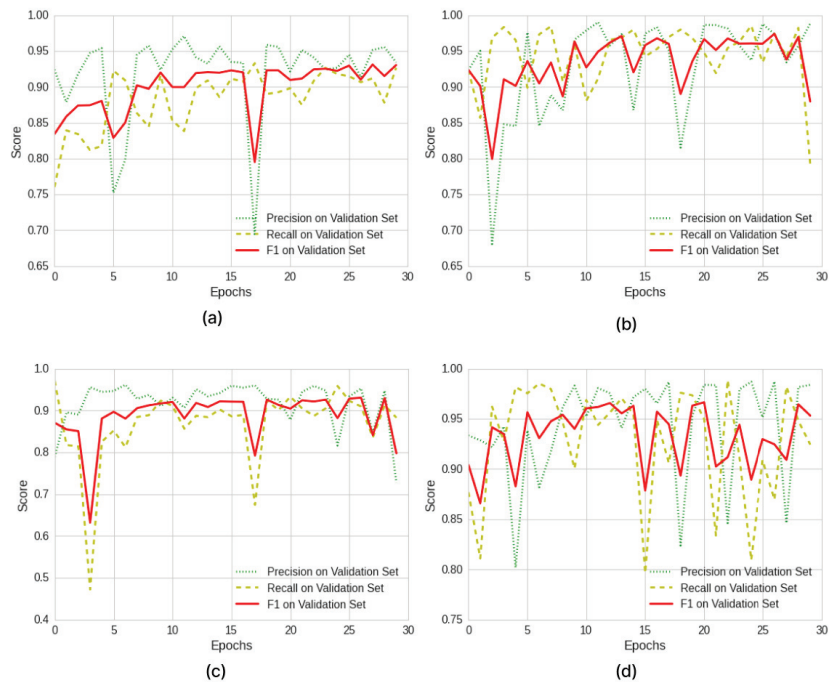 1.00
0.95
0.90
0.85
0.80
0.75
0.70
0.65
Score
Precision on Validation Set
Recall on Validation Set
F1 on Validation Set
0 5 10 15 20 25 30
Epochs
(a)
1.00
0.95
0.90
0.85
0.80
0.75
0.70
0.65
Score
Precision on Validation Set
Recall on Validation Set
F1 on Validation Set
0 5 10 15 20 25 30
Epochs
(b)
1.0
0.9
0.8
0.7
0.6
0.5
0.4
Score
Precision on Validation Set
Recall on Validation Set
F1 on Validation Set
0 5 10 15 20 25 30
Epochs
(c)
1.00
0.95
0.90
0.85
0.80
0.75
Score
Precision on Validation Set
Recall on Validation Set
F1 on Validation Set
0 5 10 15 20 25 30
Epochs
(d)